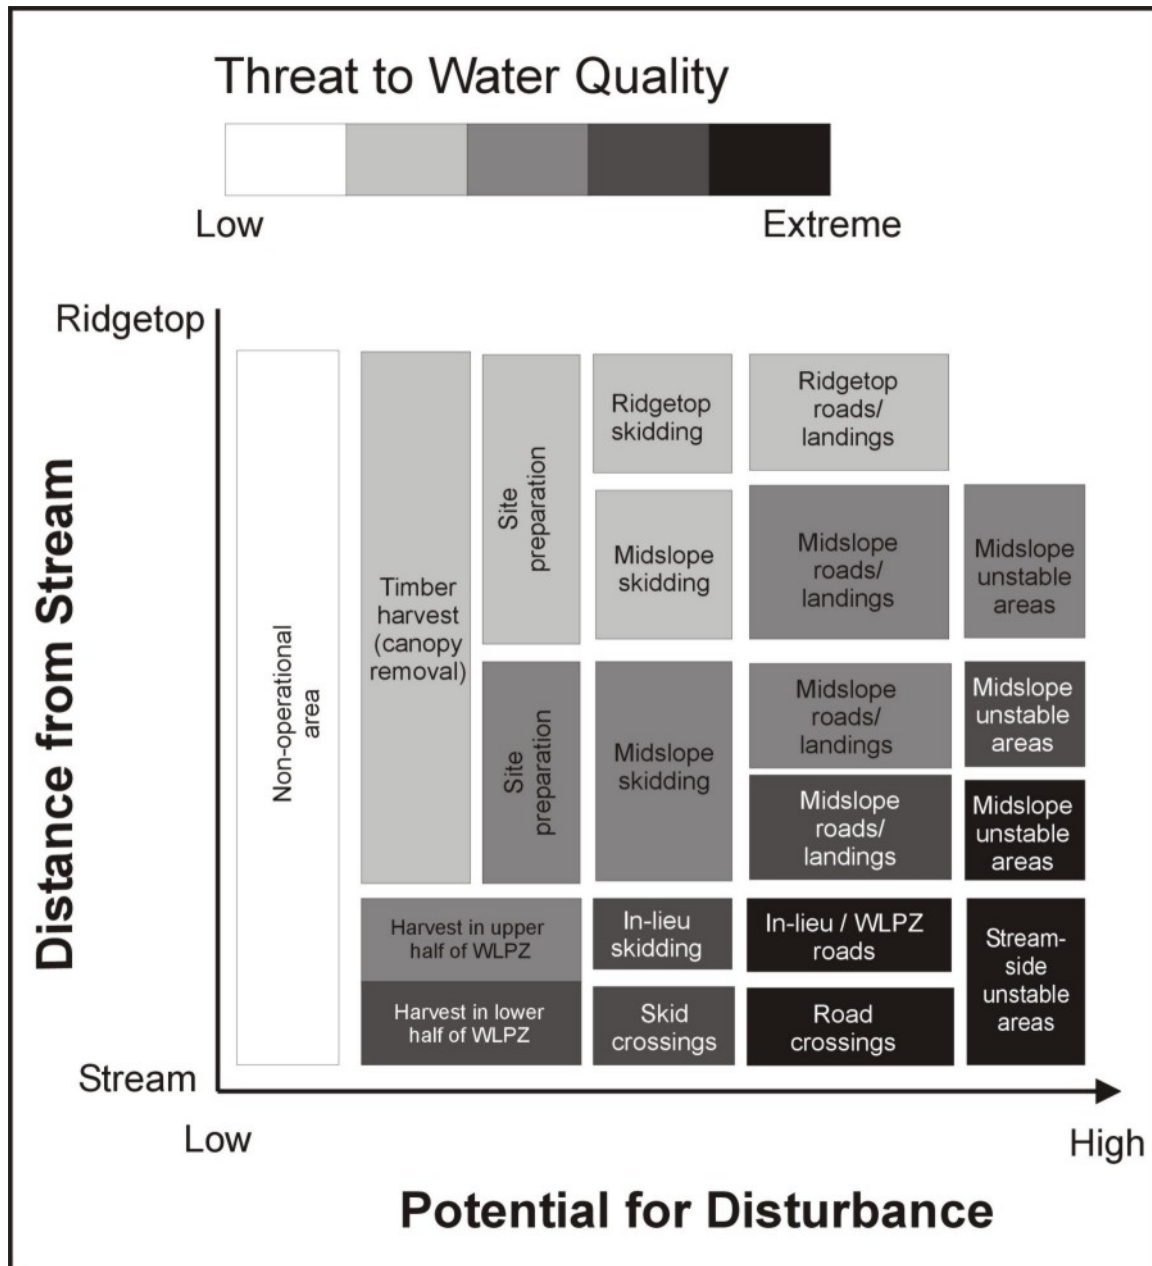 Threat to Water Quality
Low
Extreme
Ridgetop
Distance from Stream
Stream
Non-operational
area
Timber
harvest
(canopy
removal)
Site
preparation
Site
preparation
Ridgetop
skidding
Midslope
skidding
Midslope
skidding
Ridgetop
roads/
landings
Midslope
roads/
landings
Midslope
roads/
landings
Midslope
roads/
landings
Midslope
unstable
areas
Midslope
unstable
areas
Midslope
unstable
areas
Harvest in upper
half of WLPZ
In-lieu
skidding
In-lieu / WLPZ
roads
Stream-
side
unstable
areas
Harvest in lower
half of WLPZ
Skid
crossings
Road
crossings
Low
High
Potential for Disturbance